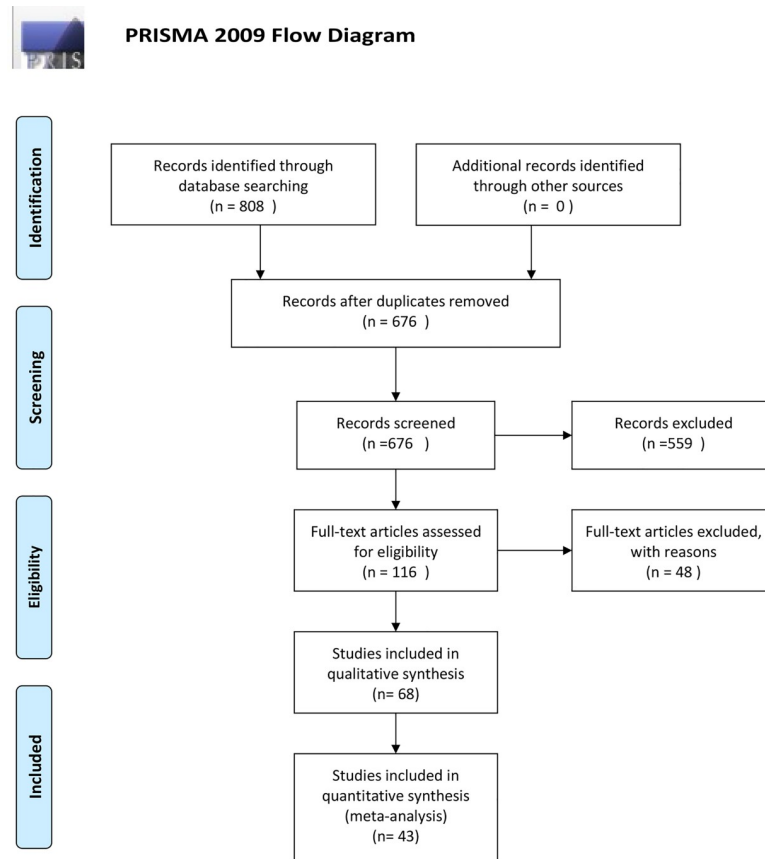 PRIS
PRISMA 2009 Flow Diagram
Identification
Records identified through
database searching
(n = 808 )
Additional records identified
through other sources
(n = 0 )
Records after duplicates removed
(n = 676 )
Screening
Records screened
(n =676 )
Records excluded
(n =559 )
Eligibility
Full-text articles assessed
for eligibility
(n = 116 )
Full-text articles excluded,
with reasons
(n = 48 )
Studies included in
qualitative synthesis
(n= 68)
Included
Studies included in
quantitative synthesis
(meta-analysis)
(n= 43)